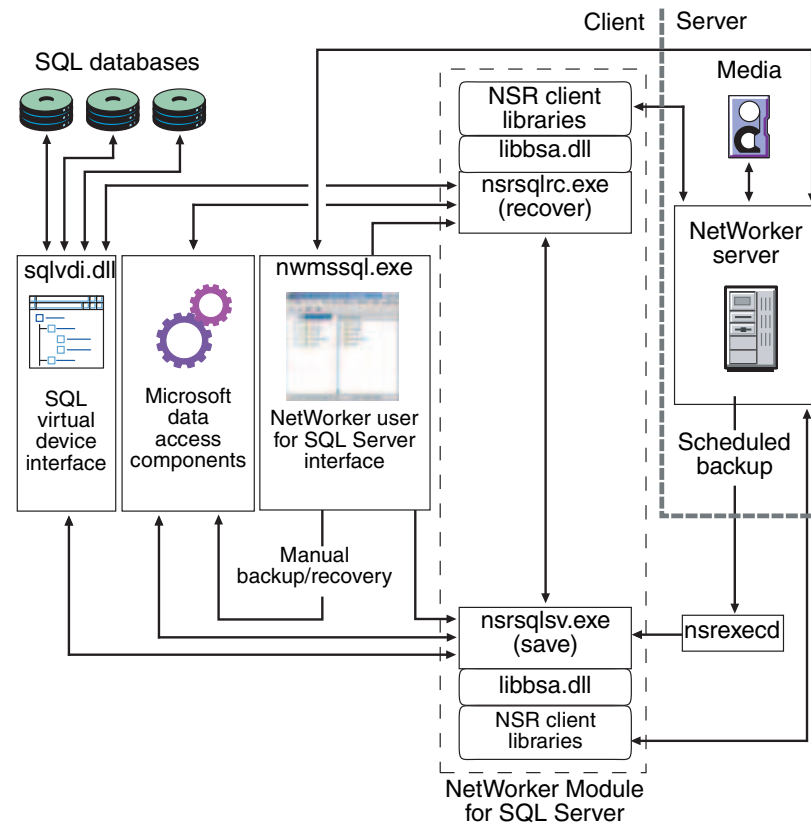 Client
Server
SQL databases
Media
NSR client
libraries
libbsa.dll
nsrsqlrc.exe
(recover)
NetWorker
server
sqlvdi.dll
nwmssql.exe
SQL
virtual
device
interface
Microsoft
data
access
components
NetWorker user
for SQL Server
interface
Scheduled
backup
Manual
backup/recovery
nsrsqlsv.exe
(save)
nsrexecd
libbsa.dll
NSR client
libraries
NetWorker Module
for SQL Server